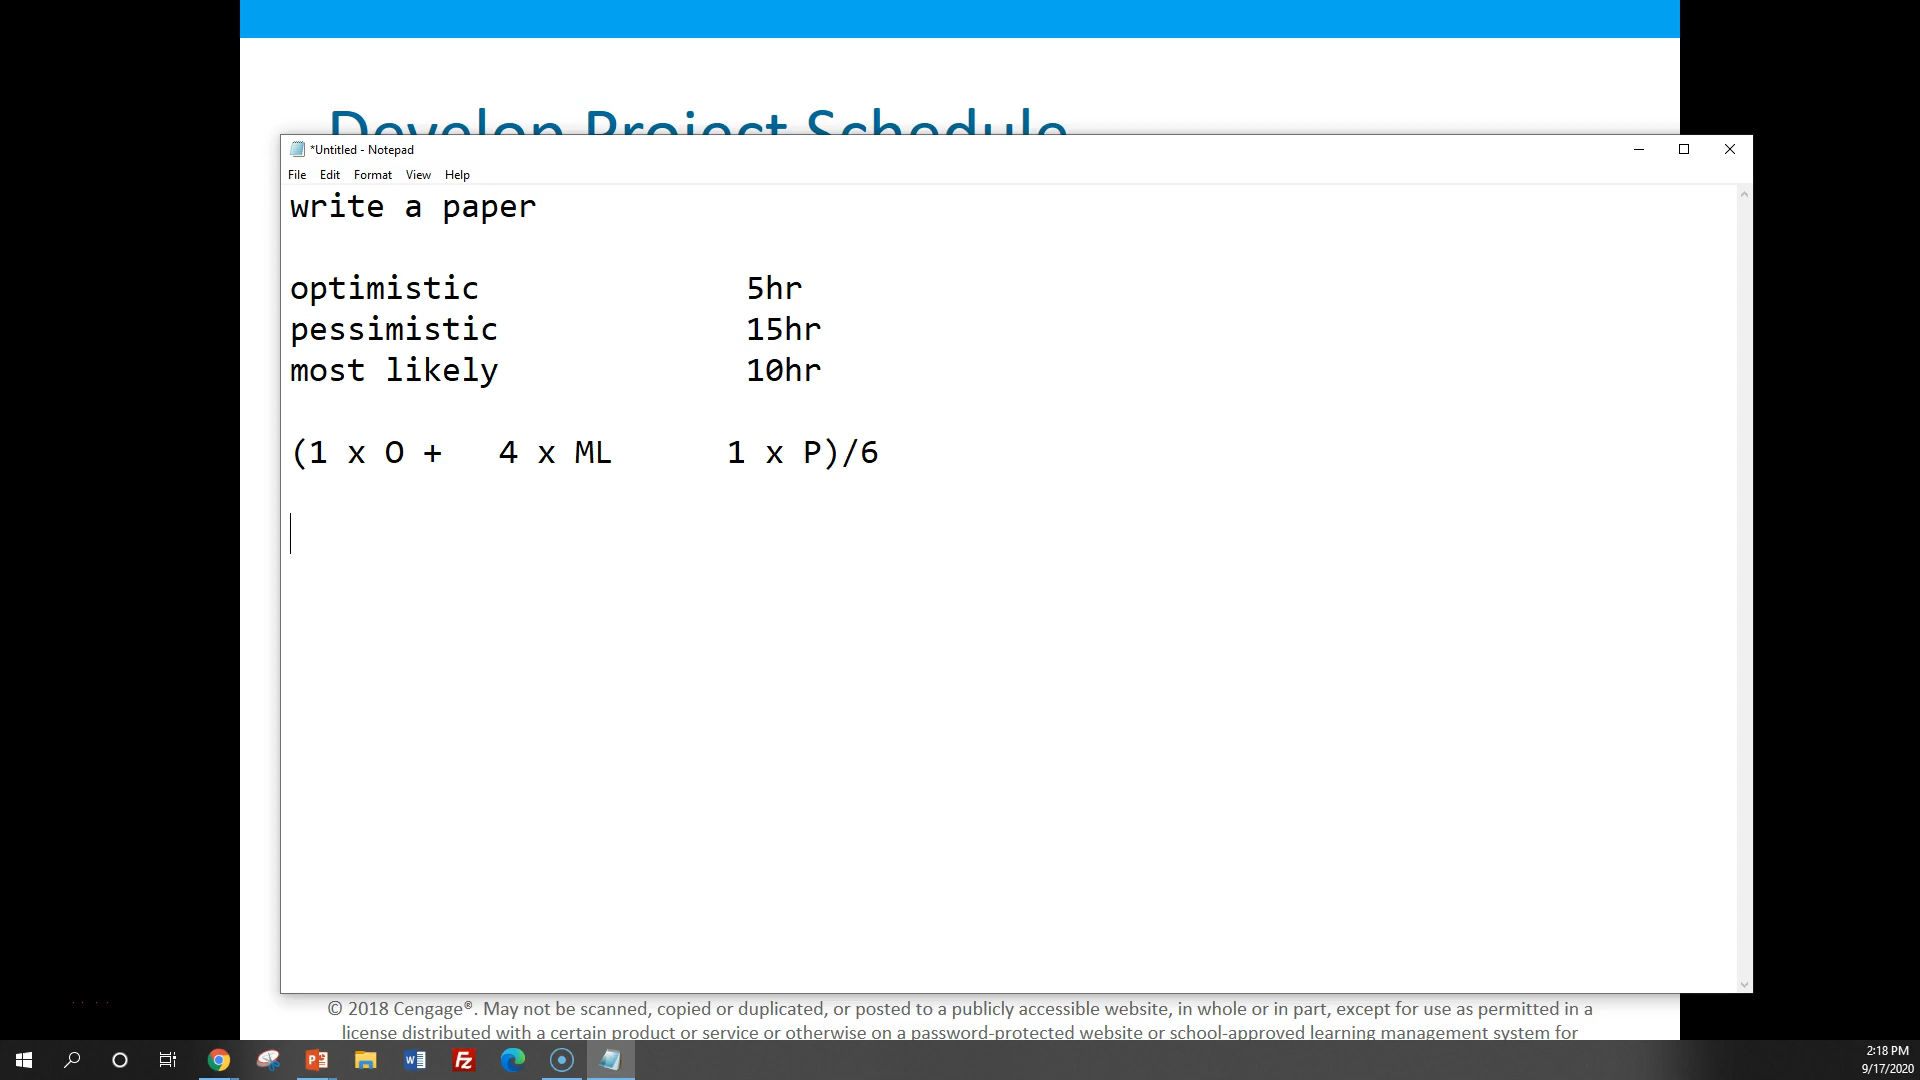 Develop Project Schedule
*Untitled - Notepad
File Edit Format View Help
write a paper
optimistic 5hr
pessimistic 15hr
most likely 10hr
(1 x O + 4 x ML 1 x P)/6
© 2018 Cengage®. May not be scanned, copied or duplicated, or posted to a publicly accessible website, in whole or in part, except for use as permitted in a
license distributed with a certain product or service or otherwise on a password-protected website or school-approved learning management system for
2:18 PM
9/17/2020